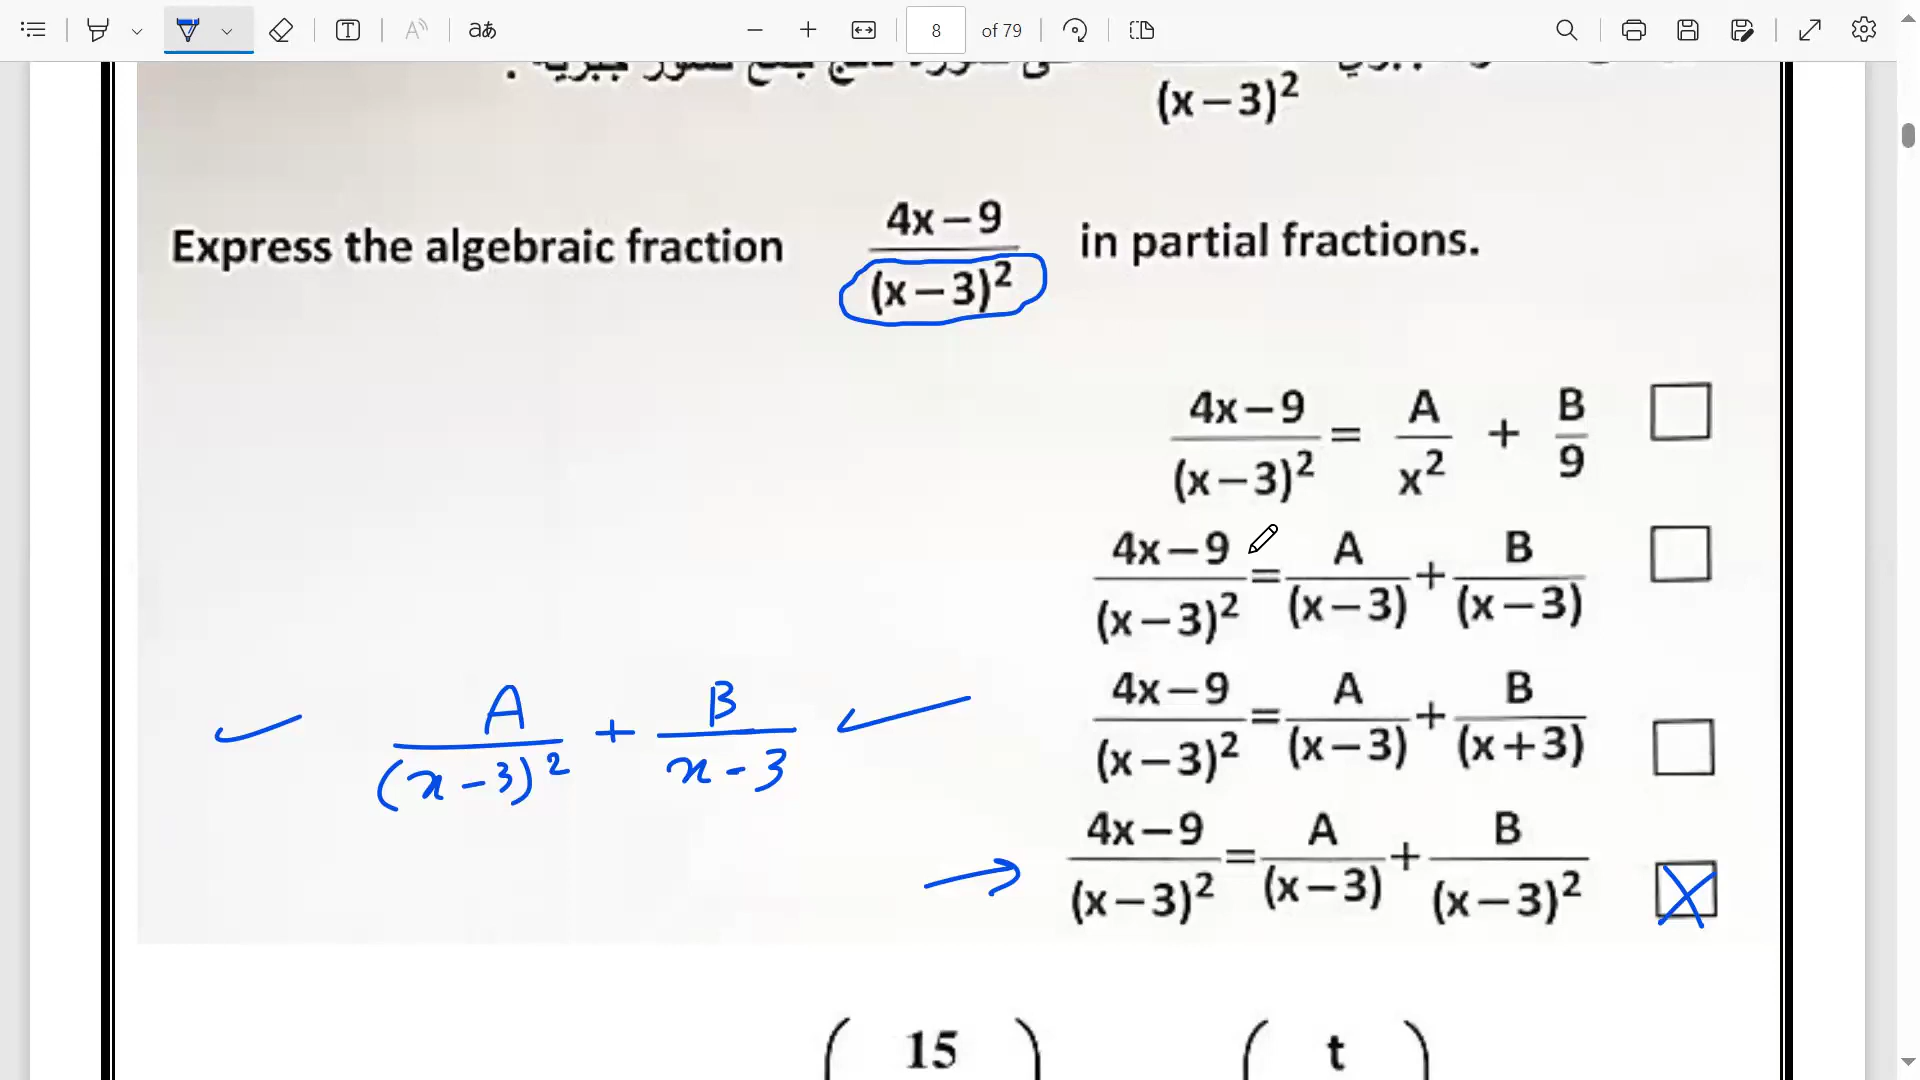 8 of 79
(x−3)²
Express the algebraic fraction (4x−9)/(x−3)² in partial fractions.
(4x−9)/(x−3)² = A/x² + B/9
(4x−9)/(x−3)² = A/(x−3) + B/(x−3)
A/(x−3)² + B/(x−3)
(4x−9)/(x−3)² = A/(x−3) + B/(x+3)
(4x−9)/(x−3)² = A/(x−3) + B/(x−3)²
( 15 ) ( t )